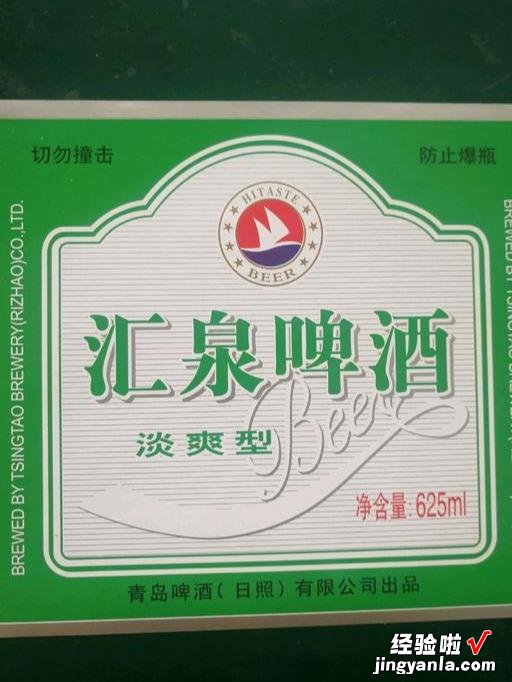 切勿撞击
防止爆瓶
HITASTE
BEER
汇泉啤酒
Beer
淡爽型
净含量:625ml
青岛啤酒(日照)有限公司出品
BREWED BY TSINGTAO BREWERY(RIZHAO)CO.,LTD.
经验啦√
jingyanla.com